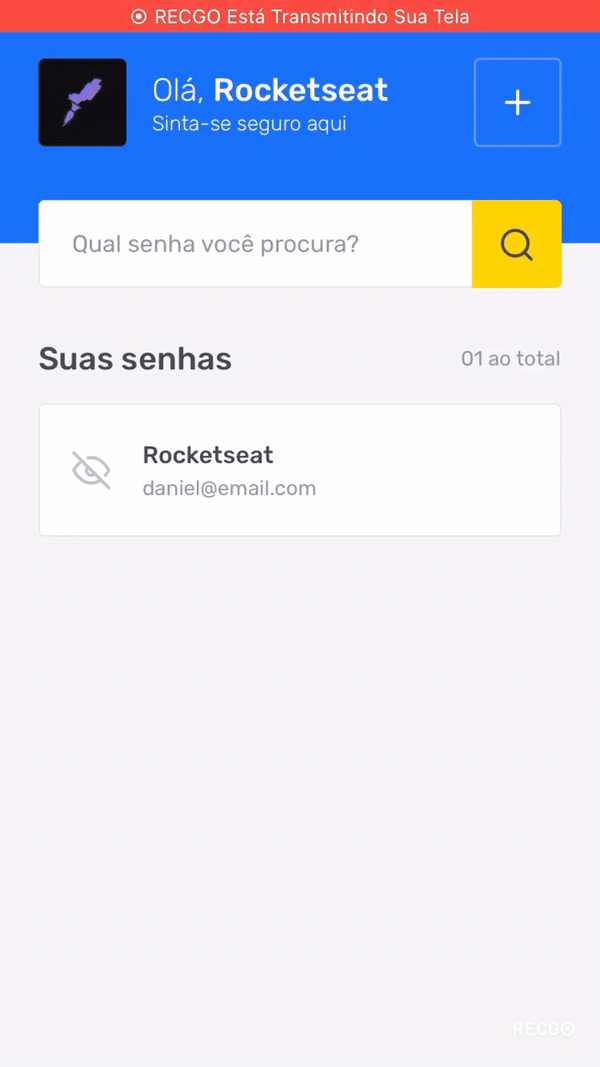 RECGO Está Transmitindo Sua Tela
Olá, Rocketseat
Sinta-se seguro aqui
Qual senha você procura?
Suas senhas
01 ao total
Rocketseat
daniel@email.com
RECGO